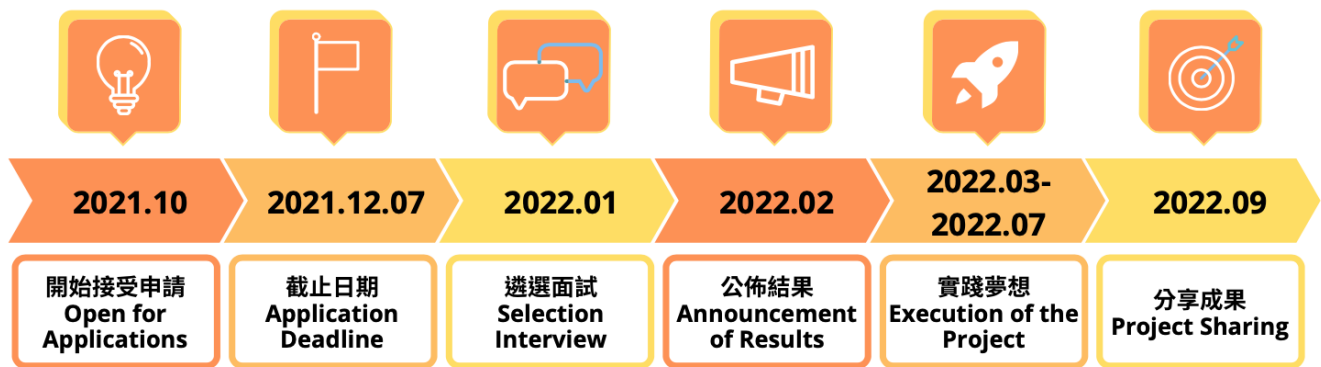 2021.10
2021.12.07
2022.01
2022.02
2022.03-
2022.07
2022.09
開始接受申請
Open for
Applications
截止日期
Application
Deadline
遴選面試
Selection
Interview
公佈結果
Announcement
of Results
實踐夢想
Execution of the
Project
分享成果
Project Sharing